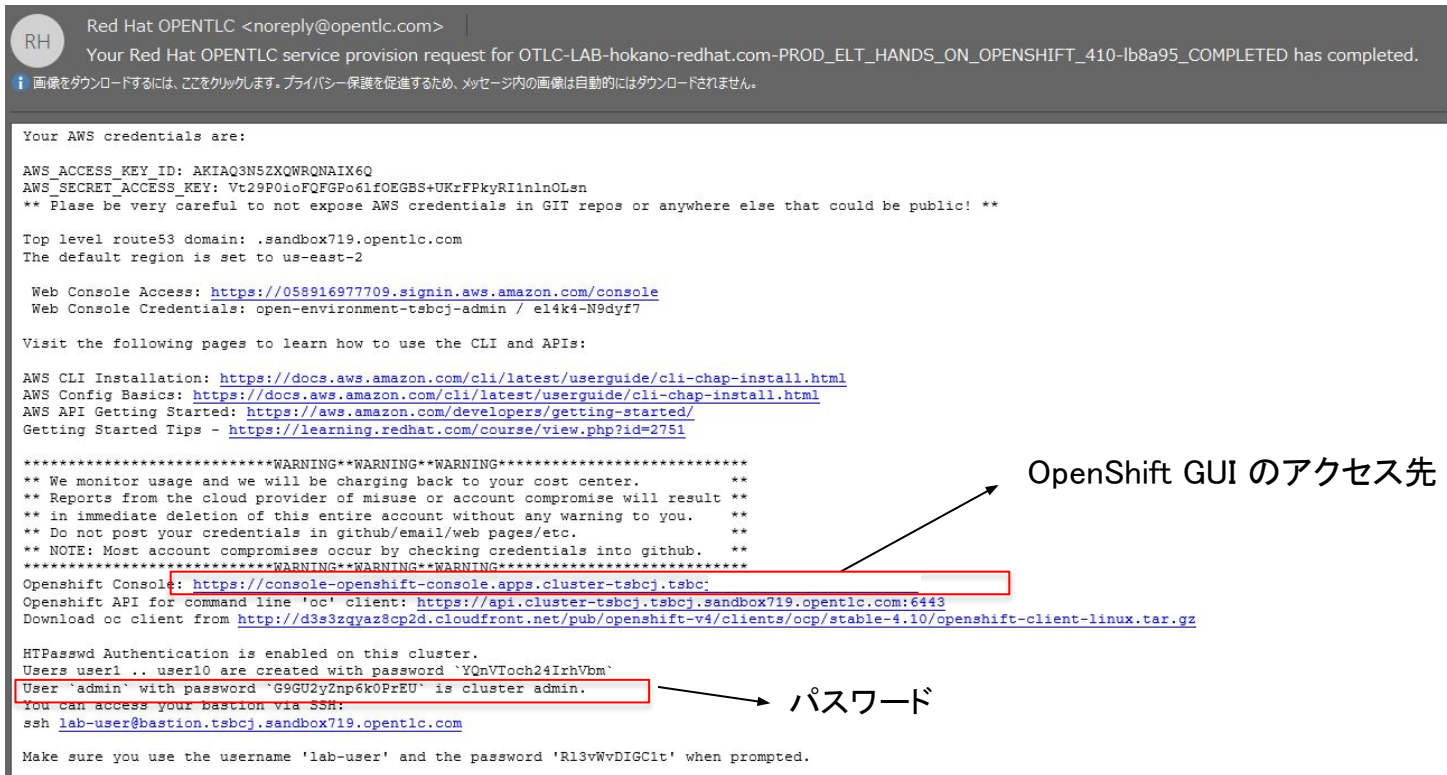 RH
Red Hat OPENTLC <noreply@opentlc.com>
Your Red Hat OPENTLC service provision request for OTLC-LAB-hokano-redhat.com-PROD_ELT_HANDS_ON_OPENSHIFT_410-lb8a95_COMPLETED has completed.
画像をダウンロードするには、ここをクリックします。プライバシー保護を促進するため、メッセージ内の画像は自動的にはダウンロードされません。
Your AWS credentials are:
AWS_ACCESS_KEY_ID: AKIAQ3N5ZXQWRQNAIX6Q
AWS_SECRET_ACCESS_KEY: Vt29P0ioFQFGPo6lfOEGBS+UKrFPkyRI1nlnOLsn
** Plase be very careful to not expose AWS credentials in GIT repos or anywhere else that could be public! **
Top level route53 domain: .sandbox719.opentlc.com
The default region is set to us-east-2
Web Console Access: https://058916977709.signin.aws.amazon.com/console
Web Console Credentials: open-environment-tsbcj-admin / el4k4-N9dyf7
Visit the following pages to learn how to use the CLI and APIs:
AWS CLI Installation: https://docs.aws.amazon.com/cli/latest/userguide/cli-chap-install.html
AWS Config Basics: https://docs.aws.amazon.com/cli/latest/userguide/cli-chap-install.html
AWS API Getting Started: https://aws.amazon.com/developers/getting-started/
Getting Started Tips - https://learning.redhat.com/course/view.php?id=2751
****************************WARNING**WARNING**WARNING****************************
** We monitor usage and we will be charging back to your cost center. **
** Reports from the cloud provider of misuse or account compromise will result **
** in immediate deletion of this entire account without any warning to you. **
** Do not post your credentials in github/email/web pages/etc. **
** NOTE: Most account compromises occur by checking credentials into github. **
****************************WARNING**WARNING**WARNING****************************
OpenShift GUI のアクセス先
Openshift Console: https://console-openshift-console.apps.cluster-tsbcj.tsbcj
Openshift API for command line 'oc' client: https://api.cluster-tsbcj.tsbcj.sandbox719.opentlc.com:6443
Download oc client from http://d3s3zqyaz8cp2d.cloudfront.net/pub/openshift-v4/clients/ocp/stable-4.10/openshift-client-linux.tar.gz
HTPasswd Authentication is enabled on this cluster.
Users user1 .. user10 are created with password `YQnVToch24IrhVbm`
User `admin` with password `G9GU2yZnp6k0PrEU` is cluster admin.
パスワード
You can access your bastion via SSH:
ssh lab-user@bastion.tsbcj.sandbox719.opentlc.com
Make sure you use the username 'lab-user' and the password 'Rl3vWvDIGC1t' when prompted.